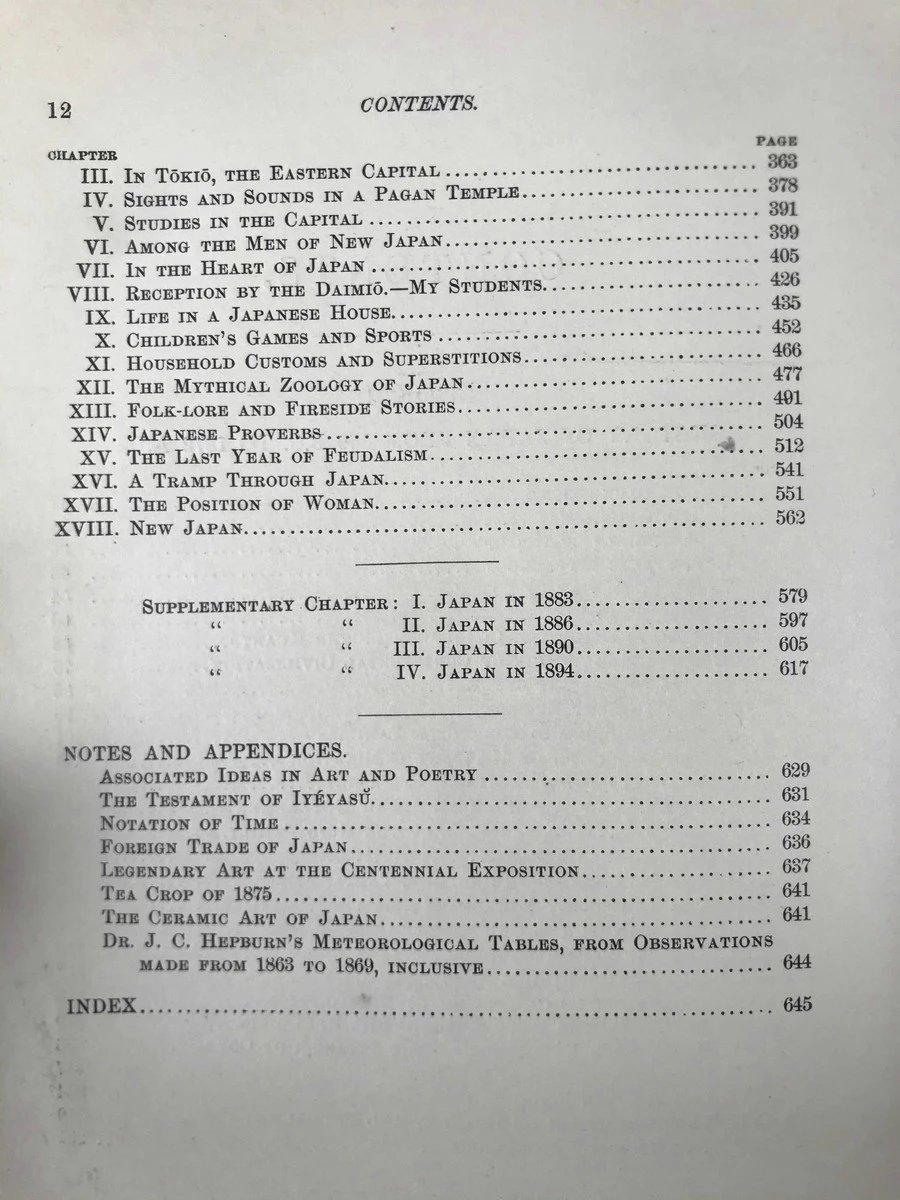 12 CONTENTS.
CHAPTER PAGE
III. In Tōkiō, the Eastern Capital 363
IV. Sights and Sounds in a Pagan Temple 378
V. Studies in the Capital 391
VI. Among the Men of New Japan 399
VII. In the Heart of Japan 405
VIII. Reception by the Daimiō.—My Students 426
IX. Life in a Japanese House 435
X. Children's Games and Sports 452
XI. Household Customs and Superstitions 466
XII. The Mythical Zoology of Japan 477
XIII. Folk-lore and Fireside Stories 491
XIV. Japanese Proverbs 504
XV. The Last Year of Feudalism 512
XVI. A Tramp Through Japan 541
XVII. The Position of Woman 551
XVIII. New Japan 562
Supplementary Chapter: I. Japan in 1883 579
“ “ II. Japan in 1886 597
“ “ III. Japan in 1890 605
“ “ IV. Japan in 1894 617
NOTES AND APPENDICES.
Associated Ideas in Art and Poetry 629
The Testament of Iyéyasŭ 631
Notation of Time 634
Foreign Trade of Japan 636
Legendary Art at the Centennial Exposition 637
Tea Crop of 1875 641
The Ceramic Art of Japan 641
Dr. J. C. Hepburn's Meteorological Tables, from Observations
made from 1863 to 1869, inclusive 644
INDEX 645